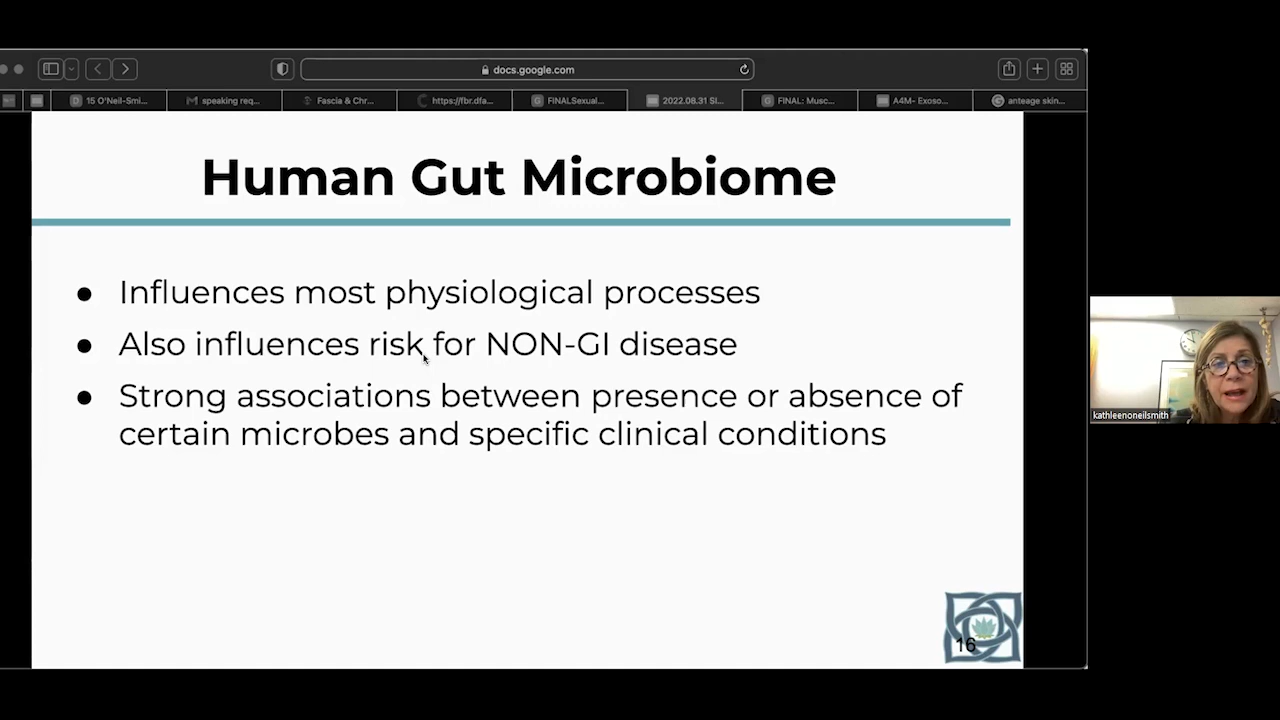 docs.google.com
15 O'Neil-Smi...
speaking req...
Fascia & Chr...
https://fbr.dfa...
FINALSexual...
2022.08.31 Sl...
FINAL: Musc...
A4M- Exoso...
anteage skin...
Human Gut Microbiome
● Influences most physiological processes
● Also influences risk for NON-GI disease
● Strong associations between presence or absence of
certain microbes and specific clinical conditions
kathleenoneilsmith
16